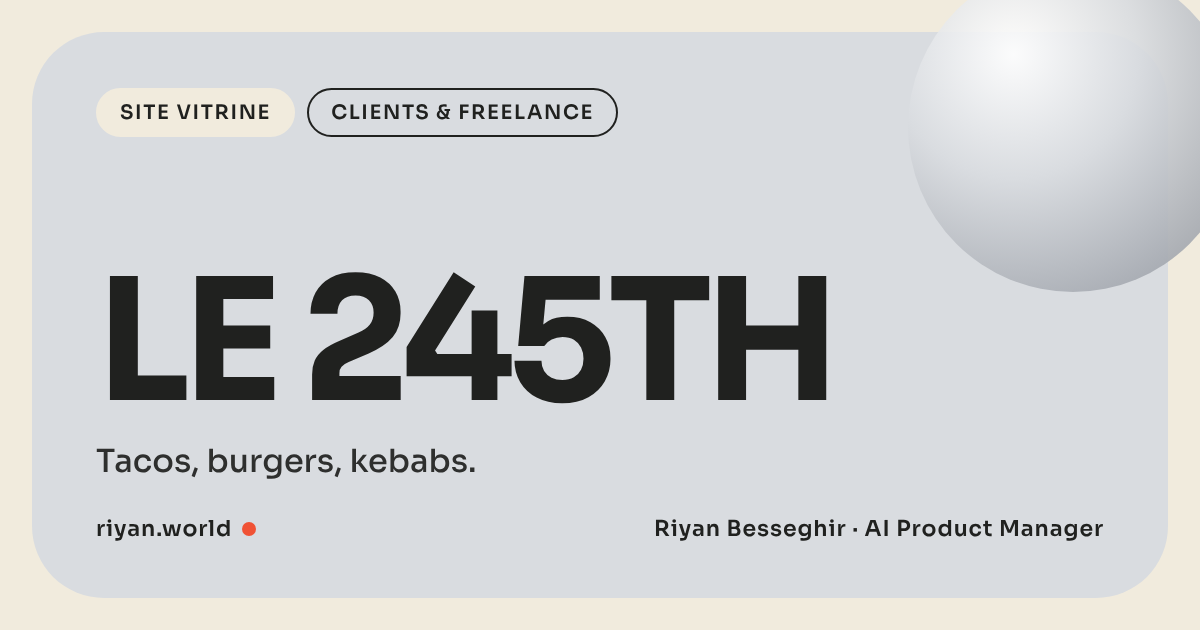 SITE VITRINE
CLIENTS & FREELANCE
LE 245TH
Tacos, burgers, kebabs.
riyan.world
Riyan Besseghir · AI Product Manager